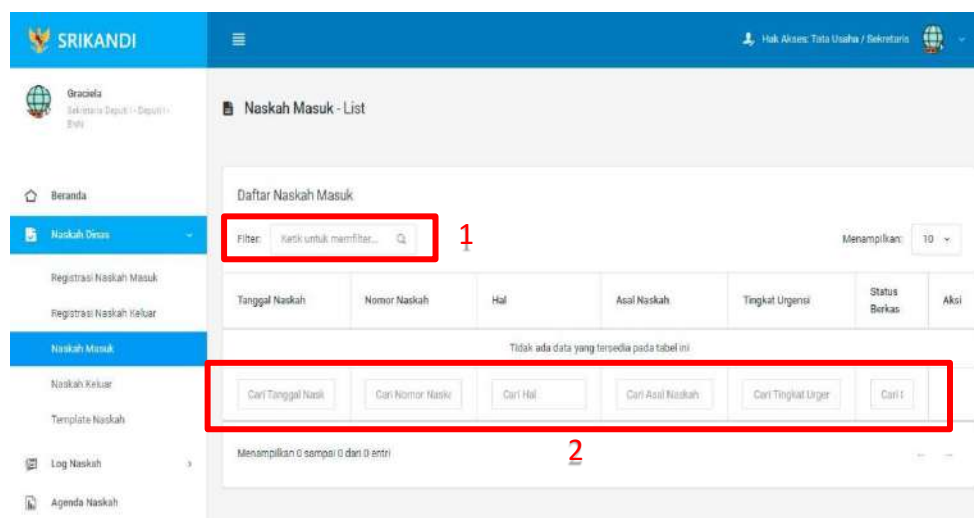 SRIKANDI
Hak Akses: Tata Usaha / Sekretaris
Graciela
Sekretaris Deputi I - Deputi I -
Naskah Masuk - List
Beranda
Naskah Dinas
Registrasi Naskah Masuk
Registrasi Naskah Keluar
Naskah Masuk
Naskah Keluar
Template Naskah
Log Naskah
Agenda Naskah
Daftar Naskah Masuk
Filter: Ketik untuk memfilter...
1
Menampilkan: 10
Tanggal Naskah Nomor Naskah Hal Asal Naskah Tingkat Urgensi Status Berkas Aksi
Tidak ada data yang tersedia pada tabel ini
Cari Tanggal Nask Cari Nomor Naska Cari Hal Cari Asal Naskah Cari Tingkat Urger Cari S
2
Menampilkan 0 sampai 0 dari 0 entri